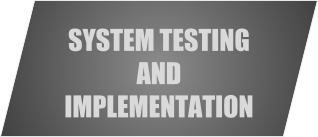 SYSTEM TESTING
AND
IMPLEMENTATION